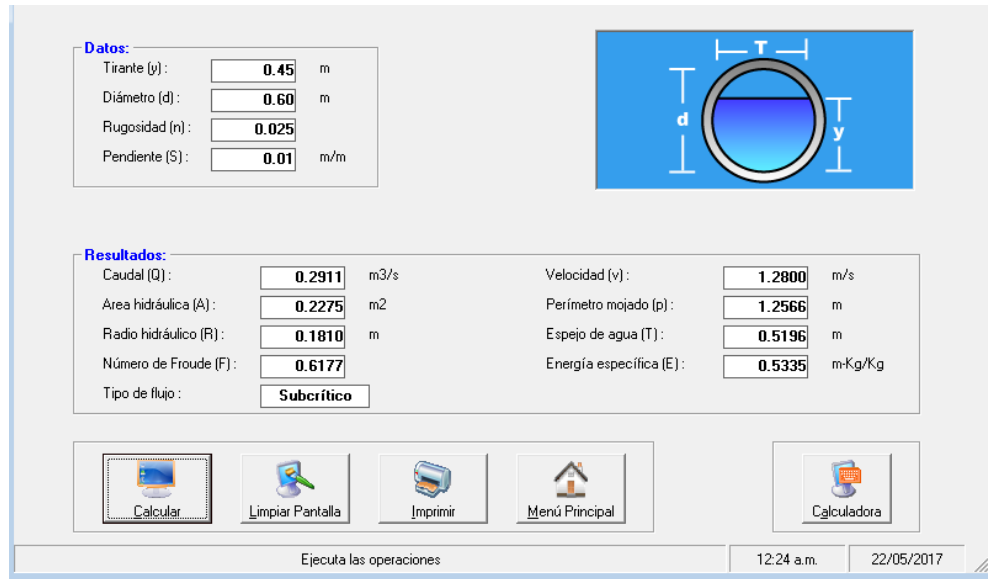 Datos:
Tirante (y) : 0.45 m
Diámetro (d) : 0.60 m
Rugosidad (n) : 0.025
Pendiente (S) : 0.01 m/m
T
d
y
Resultados:
Caudal (Q) : 0.2911 m3/s Velocidad (v) : 1.2800 m/s
Area hidráulica (A) : 0.2275 m2 Perímetro mojado (p) : 1.2566 m
Radio hidráulico (R) : 0.1810 m Espejo de agua (T) : 0.5196 m
Número de Froude (F) : 0.6177 Energía específica (E) : 0.5335 m-Kg/Kg
Tipo de flujo : Subcrítico
Calcular Limpiar Pantalla Imprimir Menú Principal Calculadora
Ejecuta las operaciones 12:24 a.m. 22/05/2017